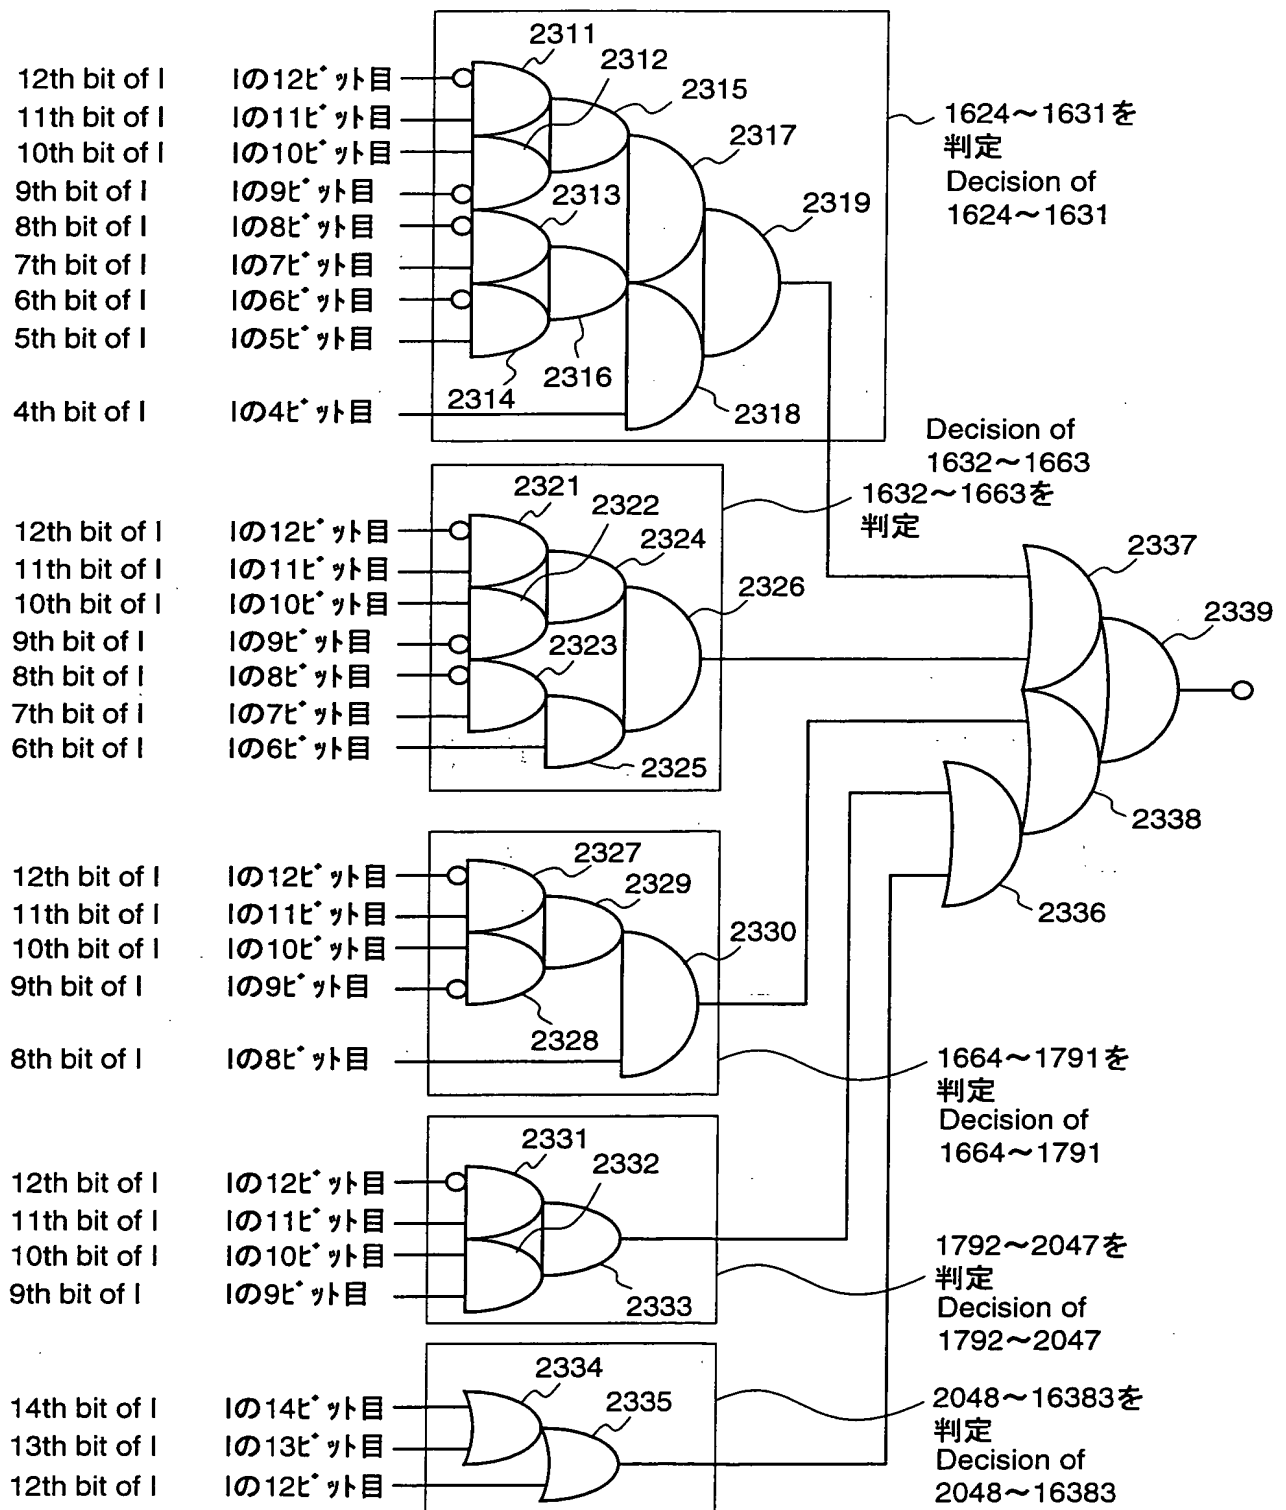 2311
2312
12th bit of I Iの12ビット目
2315
1624～1631を
11th bit of I Iの11ビット目
2317
判定
10th bit of I Iの10ビット目
Decision of
9th bit of I Iの9ビット目
2313
2319
1624～1631
8th bit of I Iの8ビット目
7th bit of I Iの7ビット目
6th bit of I Iの6ビット目
5th bit of I Iの5ビット目
2316
2314
4th bit of I Iの4ビット目
2318
Decision of
1632～1663
2321
2322
1632～1663を
判定
12th bit of I Iの12ビット目
2324
2337
11th bit of I Iの11ビット目
2326
10th bit of I Iの10ビット目
2339
9th bit of I Iの9ビット目
2323
8th bit of I Iの8ビット目
7th bit of I Iの7ビット目
6th bit of I Iの6ビット目
2325
2338
2327
12th bit of I Iの12ビット目
2329
11th bit of I Iの11ビット目
2336
2330
10th bit of I Iの10ビット目
9th bit of I Iの9ビット目
2328
8th bit of I Iの8ビット目
1664～1791を
判定
Decision of
1664～1791
2331
2332
12th bit of I Iの12ビット目
11th bit of I Iの11ビット目
10th bit of I Iの10ビット目
1792～2047を
判定
9th bit of I Iの9ビット目
2333
Decision of
1792～2047
2334
2335
14th bit of I Iの14ビット目
2048～16383を
判定
13th bit of I Iの13ビット目
Decision of
12th bit of I Iの12ビット目
2048～16383